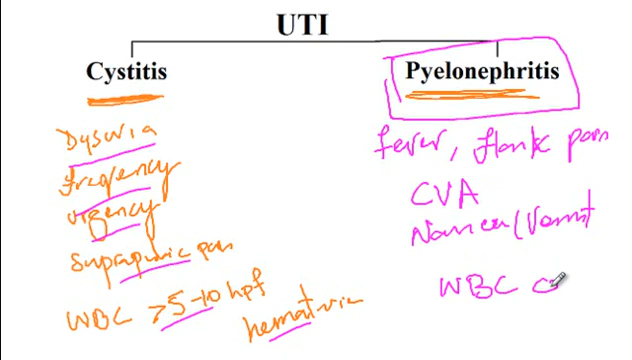 UTI
Cystitis
Dysuria
frequency
urgency
Suprapubic pain
WBC >5-10 hpf
hematuria
Pyelonephritis
fever, flank pain
CVA
Nausea/Vomit
WBC c